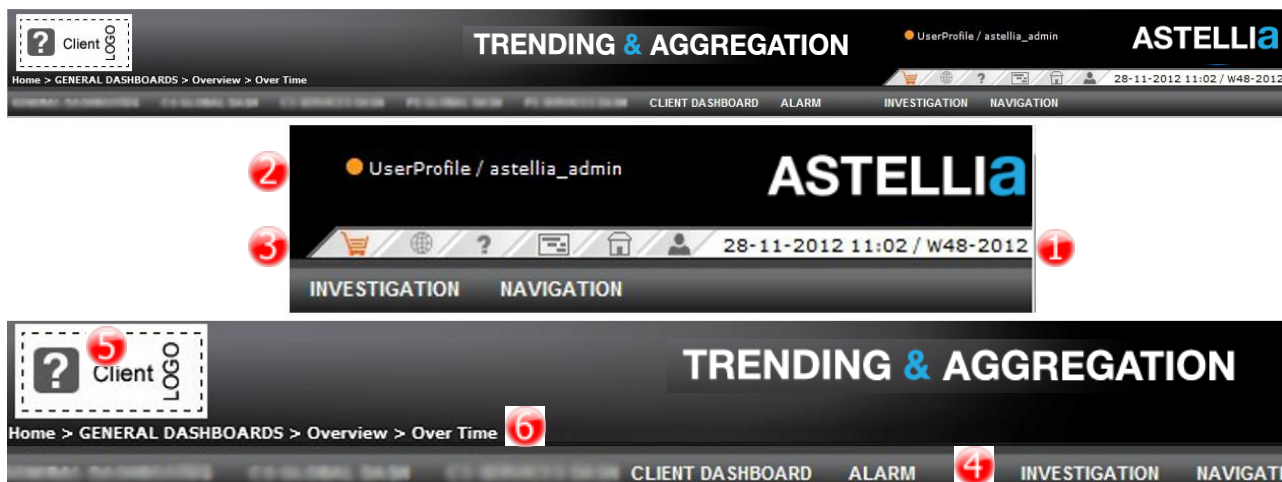 ? Client LOGO
TRENDING & AGGREGATION
UserProfile / astellia_admin
ASTELLIa
Home > GENERAL DASHBOARDS > Overview > Over Time
?
28-11-2012 11:02 / W48-2012
CLIENT DASHBOARD ALARM INVESTIGATION NAVIGATION
2
UserProfile / astellia_admin
ASTELLIa
3
?
28-11-2012 11:02 / W48-2012
1
INVESTIGATION NAVIGATION
5
? Client LOGO
TRENDING & AGGREGATION
Home > GENERAL DASHBOARDS > Overview > Over Time
6
CLIENT DASHBOARD ALARM
4
INVESTIGATION NAVIGATI